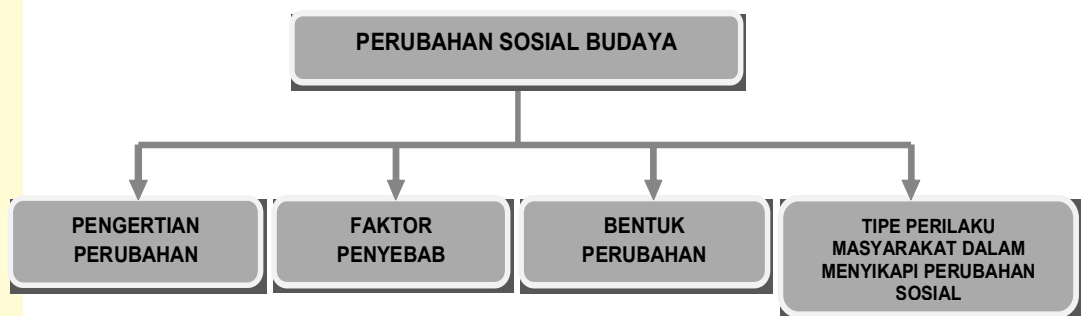 PERUBAHAN SOSIAL BUDAYA
PENGERTIAN
PERUBAHAN
FAKTOR
PENYEBAB
BENTUK
PERUBAHAN
TIPE PERILAKU
MASYARAKAT DALAM
MENYIKAPI PERUBAHAN
SOSIAL